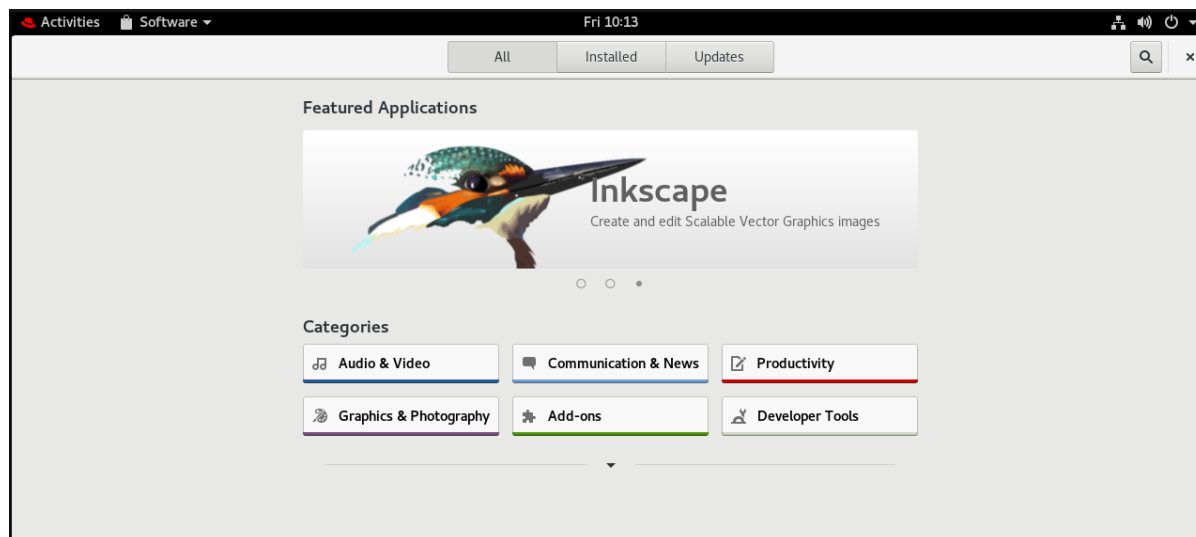 Activities Software Fri 10:13
All Installed Updates
Featured Applications
Inkscape
Create and edit Scalable Vector Graphics images
Categories
Audio & Video Communication & News Productivity
Graphics & Photography Add-ons Developer Tools